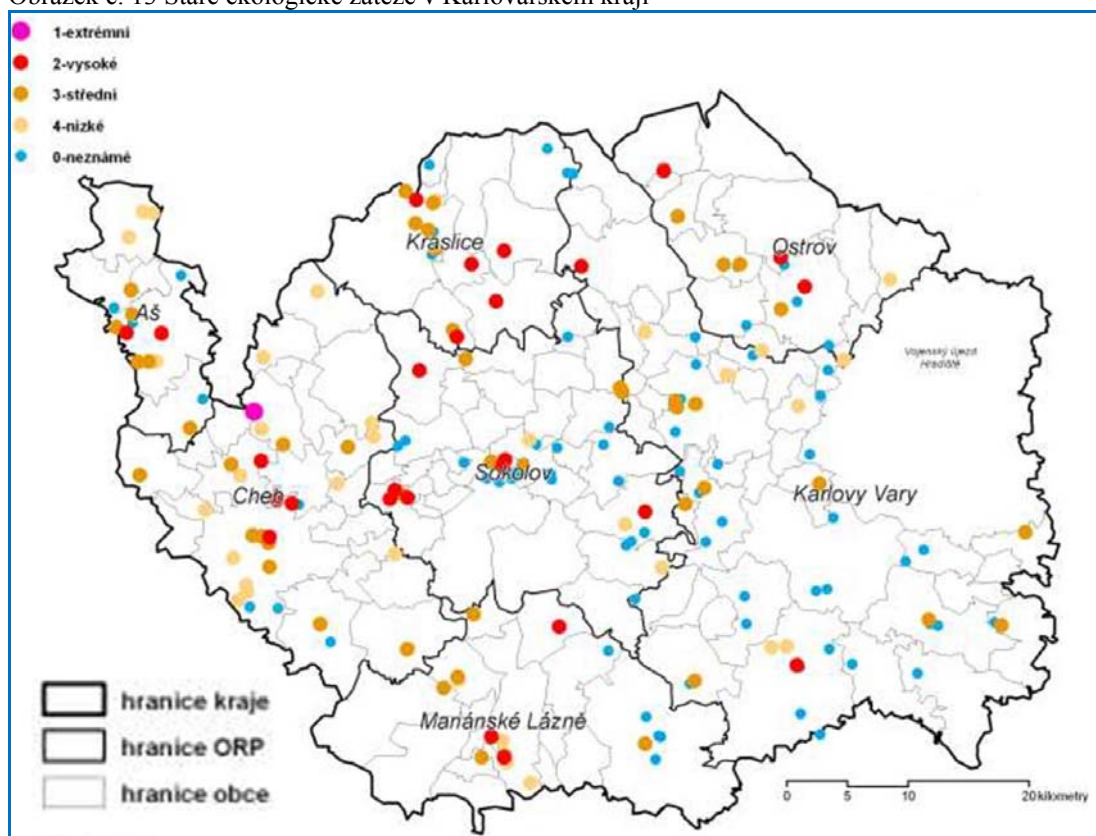 Obrázek č. 13 Staré ekologické zátěže v Karlovarském kraji
1-extrémní
2-vysoké
3-střední
4-nizké
0-neznámé
Kraslice
Ostrov
Aš
Vojenský újezd
Hradiště
Sokolov
Cheb
Karlovy Vary
Mariánské Lázně
hranice kraje
hranice ORP
hranice obce
0 5 10 20 kilometry